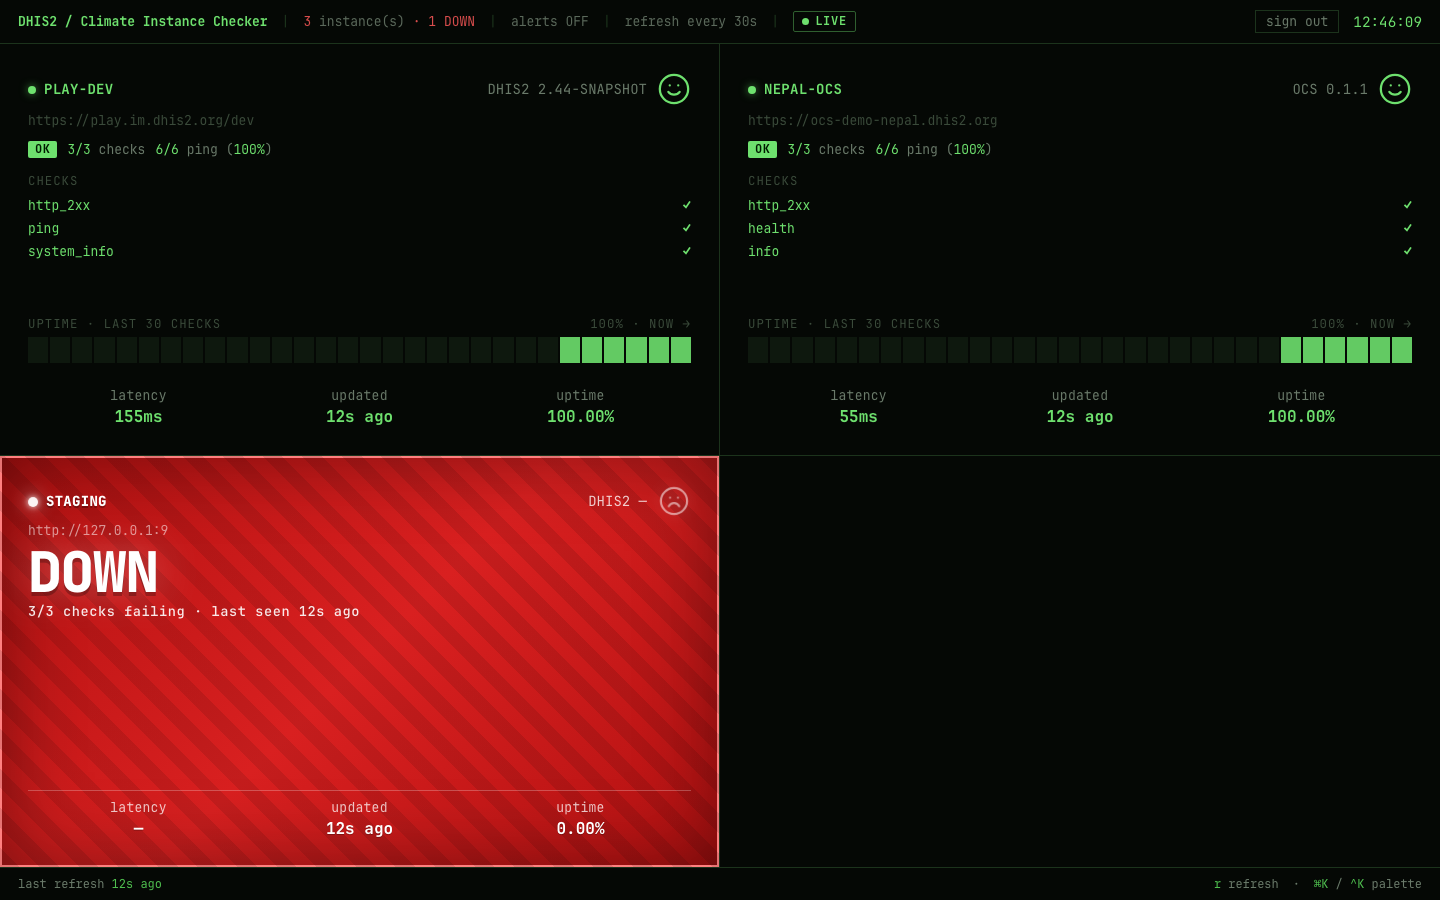 DHIS2 / Climate Instance Checker | 3 instance(s) · 1 DOWN | alerts OFF | refresh every 30s | LIVE sign out 12:46:09
PLAY-DEV DHIS2 2.44-SNAPSHOT
https://play.im.dhis2.org/dev
OK 3/3 checks 6/6 ping (100%)
CHECKS
http_2xx ✓
ping ✓
system_info ✓
UPTIME · LAST 30 CHECKS 100% · NOW →
latency updated uptime
155ms 12s ago 100.00%
NEPAL-OCS OCS 0.1.1
https://ocs-demo-nepal.dhis2.org
OK 3/3 checks 6/6 ping (100%)
CHECKS
http_2xx ✓
health ✓
info ✓
UPTIME · LAST 30 CHECKS 100% · NOW →
latency updated uptime
55ms 12s ago 100.00%
STAGING DHIS2 —
http://127.0.0.1:9
DOWN
3/3 checks failing · last seen 12s ago
latency updated uptime
— 12s ago 0.00%
last refresh 12s ago r refresh · ⌘K / ^K palette